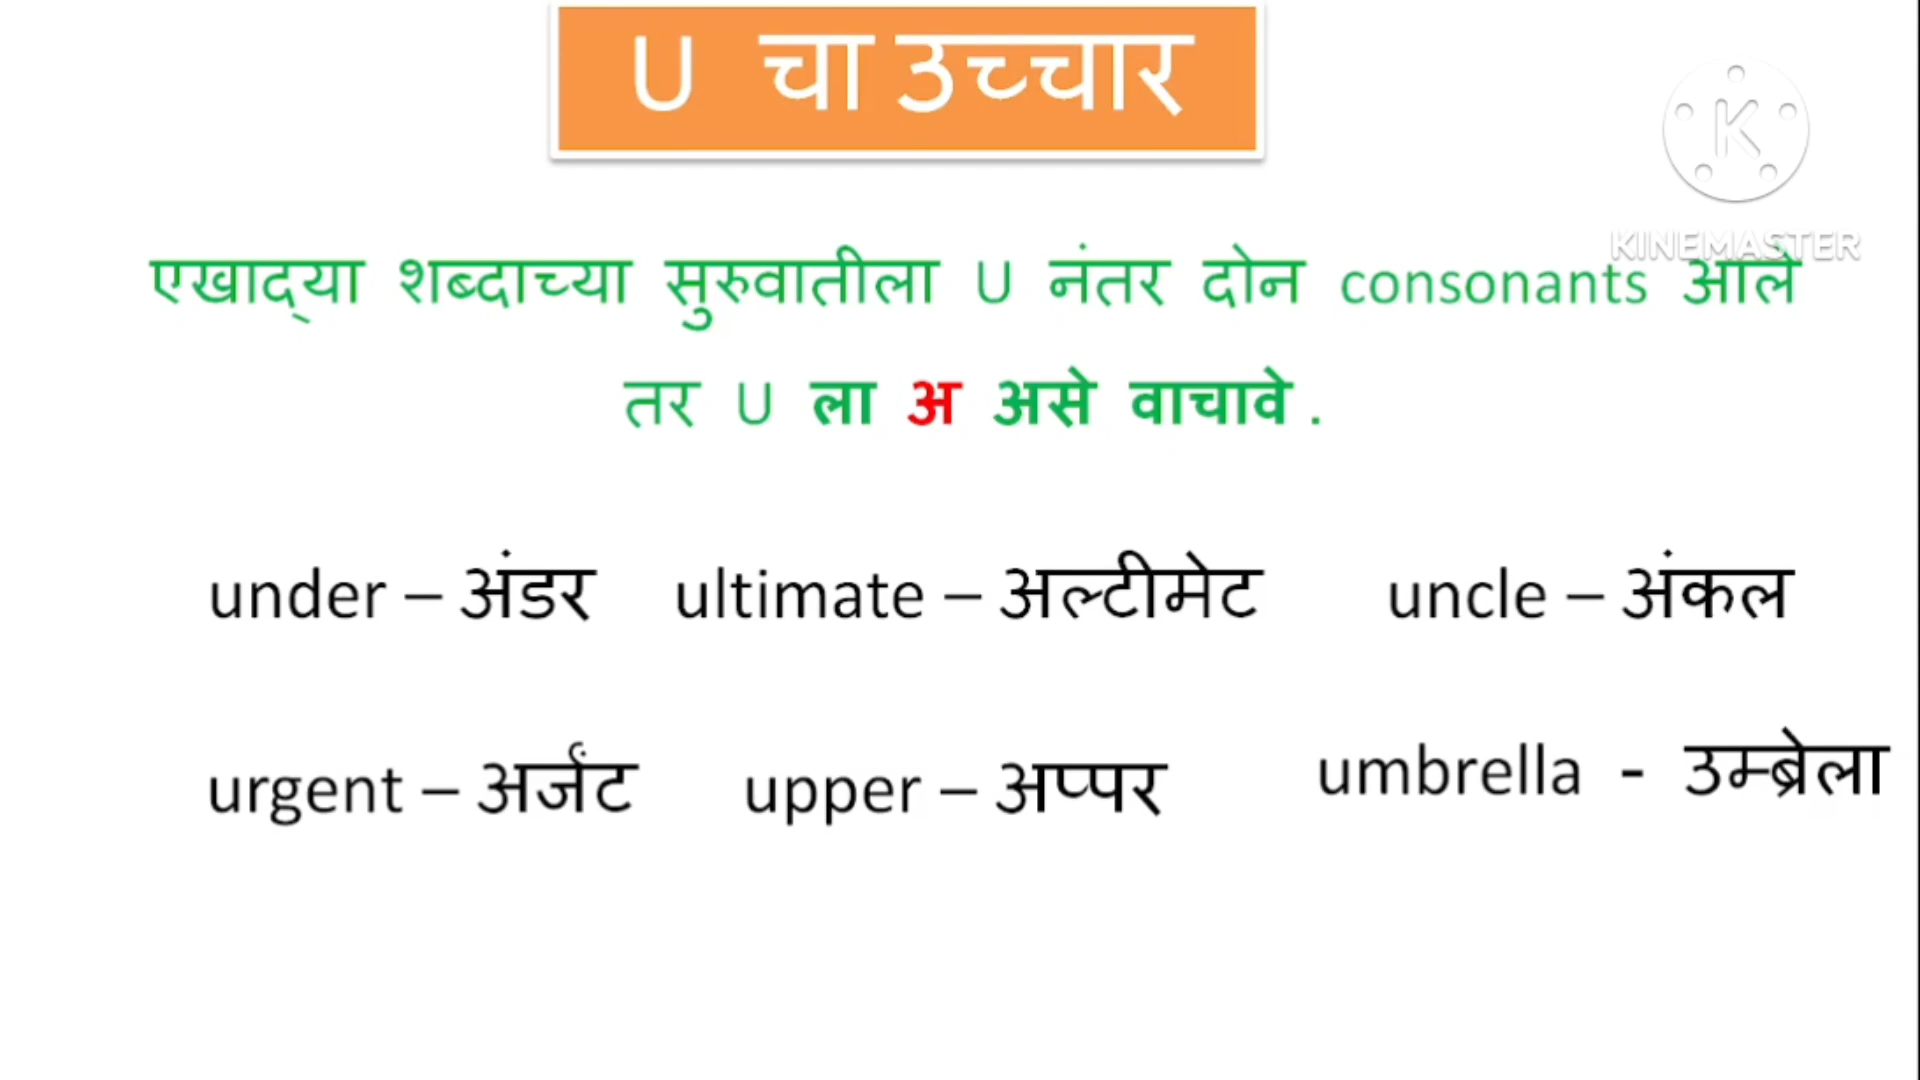 U चा उच्चार
KINEMASTER
एखाद्या शब्दाच्या सुरुवातीला U नंतर दोन consonants आले
तर U ला अ असे वाचावे .
under – अंडर ultimate – अल्टीमेट uncle – अंकल
urgent – अर्जंट upper – अप्पर umbrella - उम्ब्रेला